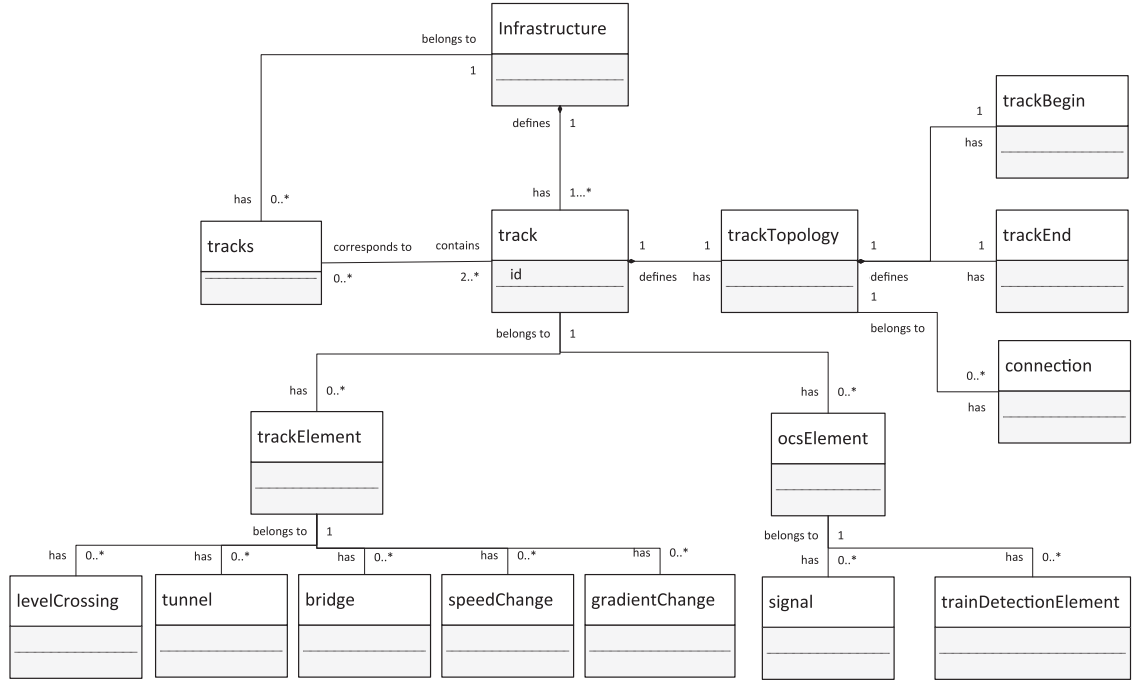 Infrastructure
belongs to
1
defines 1
has 1...*
has 0..*
trackBegin
1
has
tracks
corresponds to contains
0..* 2..*
track
id
1 1
defines has
trackTopology
1 1
defines has
trackEnd
1
belongs to
0..*
has
connection
belongs to 1
has 0..*
has 0..*
trackElement
ocsElement
belongs to 1
belongs to 1
has 0..*
has 0..*
has 0..*
has 0..*
has 0..*
has 0..*
has 0..*
levelCrossing
tunnel
bridge
speedChange
gradientChange
signal
trainDetectionElement